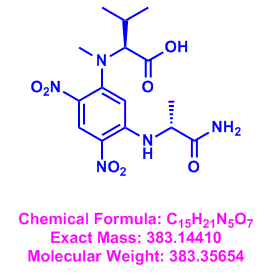 OH
N
O
O₂N
NH₂
N
H
O
NO₂
Chemical Formula: C₁₅H₂₁N₅O₇
Exact Mass: 383.14410
Molecular Weight: 383.35654